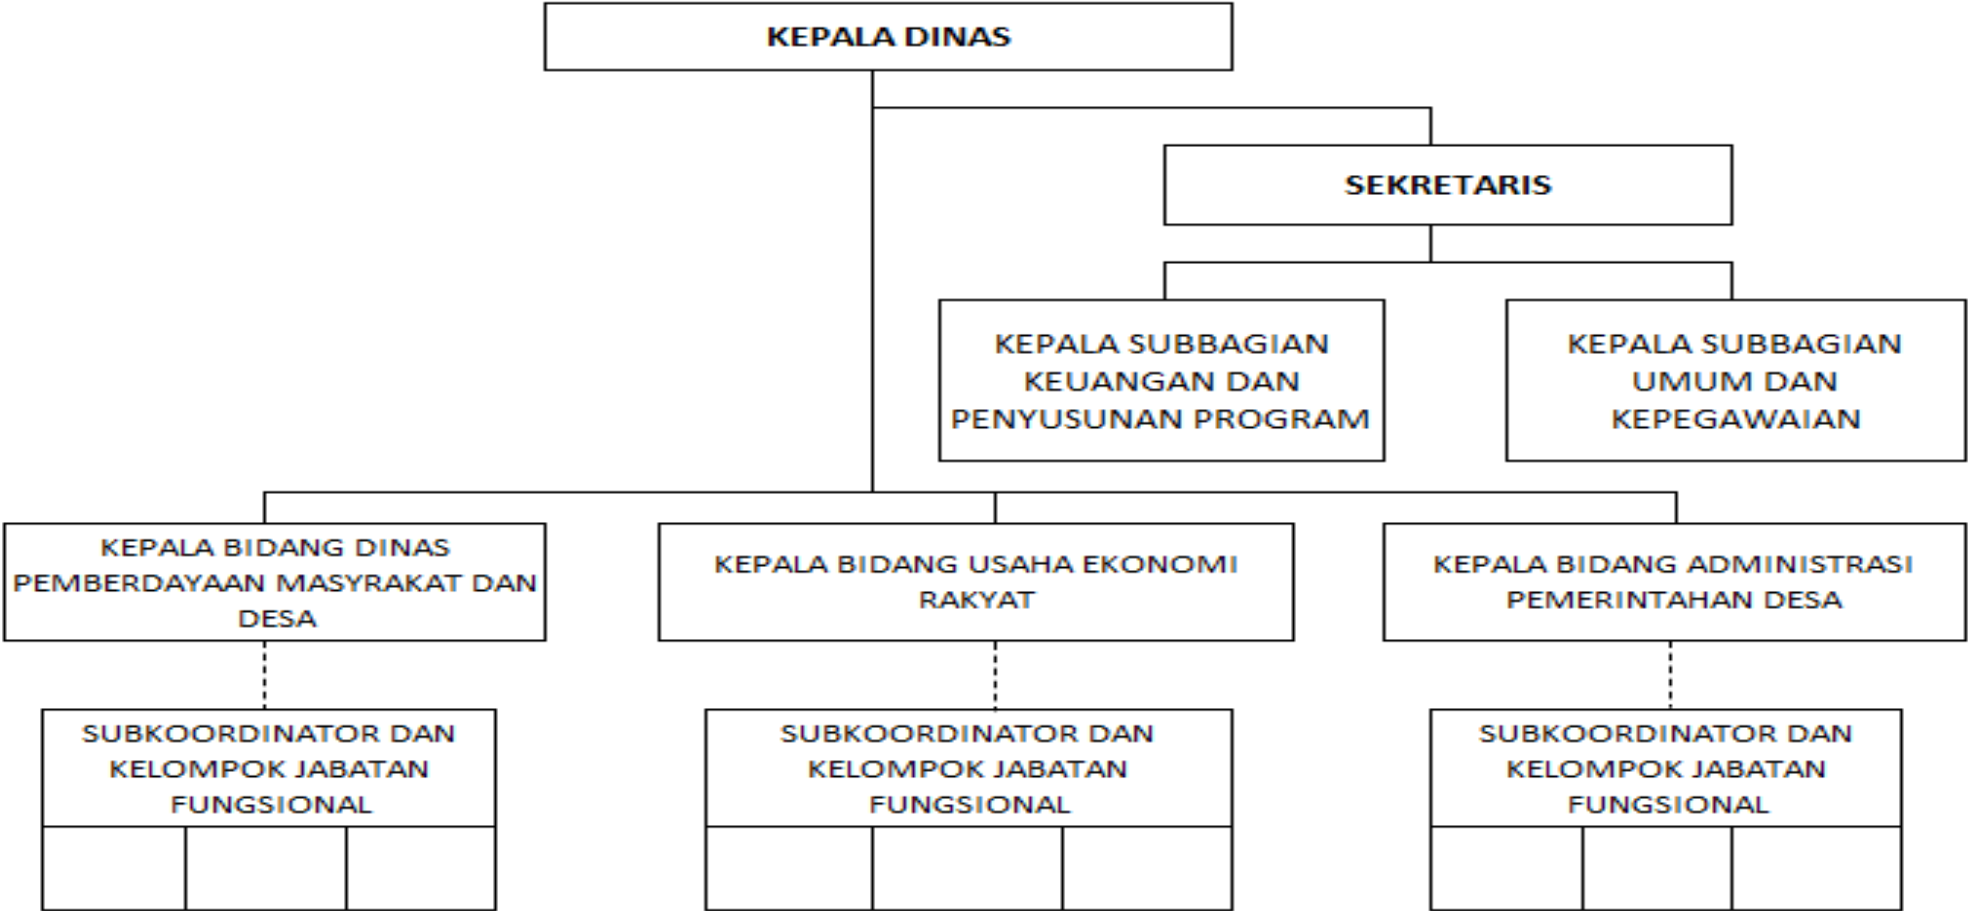 KEPALA DINAS
SEKRETARIS
KEPALA SUBBAGIAN
KEUANGAN DAN
PENYUSUNAN PROGRAM
KEPALA SUBBAGIAN
UMUM DAN
KEPEGAWAIAN
KEPALA BIDANG DINAS
PEMBERDAYAAN MASYRAKAT DAN
DESA
KEPALA BIDANG USAHA EKONOMI
RAKYAT
KEPALA BIDANG ADMINISTRASI
PEMERINTAHAN DESA
SUBKOORDINATOR DAN
KELOMPOK JABATAN
FUNGSIONAL
SUBKOORDINATOR DAN
KELOMPOK JABATAN
FUNGSIONAL
SUBKOORDINATOR DAN
KELOMPOK JABATAN
FUNGSIONAL